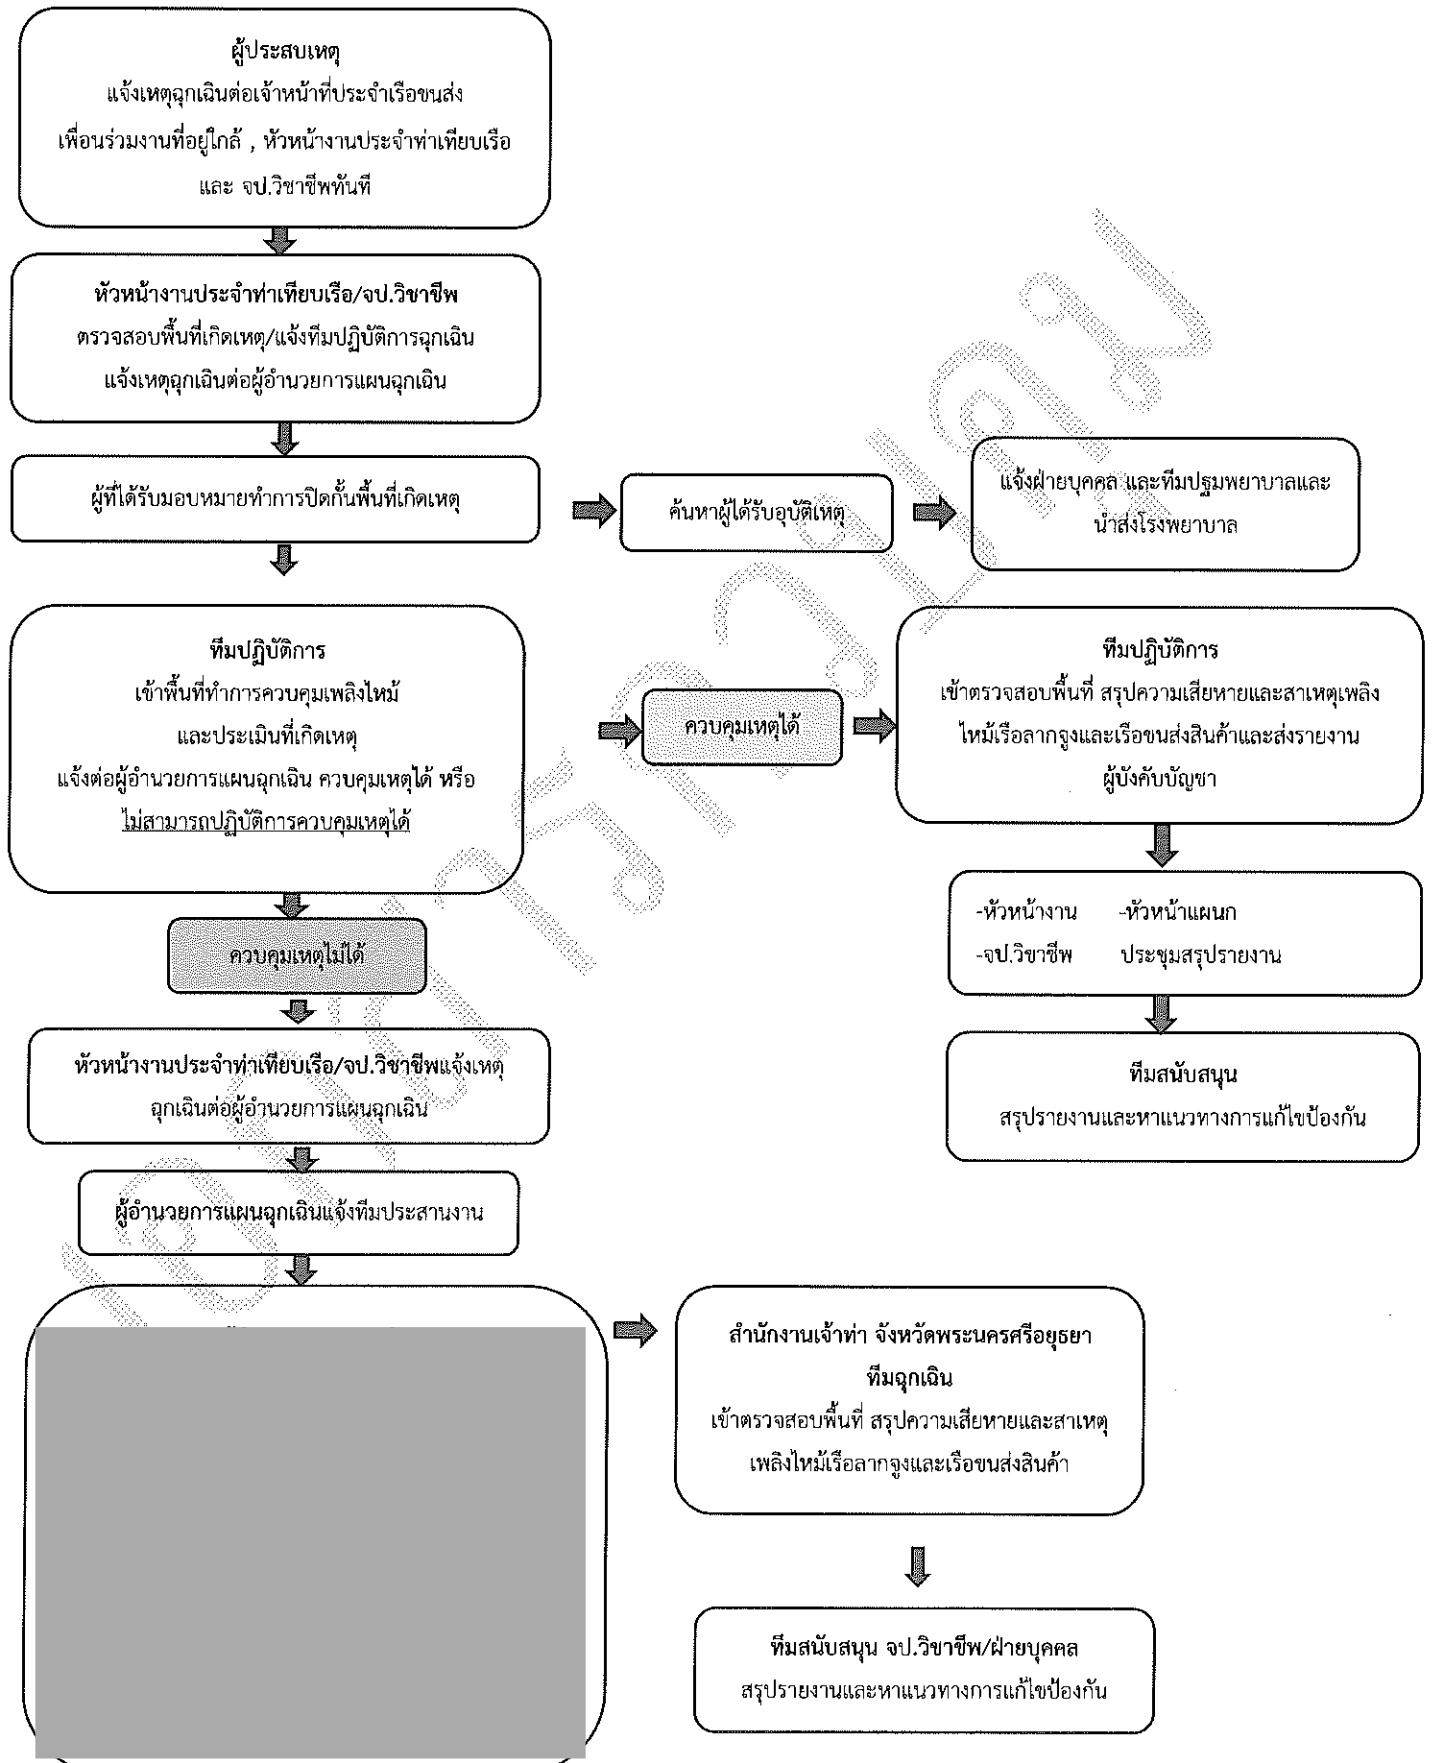 ผู้ประสบเหตุ
แจ้งเหตุฉุกเฉินต่อเจ้าหน้าที่ประจำเรือขนส่ง
เพื่อนร่วมงานที่อยู่ใกล้ , หัวหน้างานประจำท่าเทียบเรือ
และ จป.วิชาชีพทันที
หัวหน้างานประจำท่าเทียบเรือ/จป.วิชาชีพ
ตรวจสอบพื้นที่เกิดเหตุ/แจ้งทีมปฏิบัติการฉุกเฉิน
แจ้งเหตุฉุกเฉินต่อผู้อำนวยการแผนฉุกเฉิน
ผู้ที่ได้รับมอบหมายทำการปิดกั้นพื้นที่เกิดเหตุ
ค้นหาผู้ได้รับอุบัติเหตุ
แจ้งฝ่ายบุคคล และทีมปฐมพยาบาลและ
นำส่งโรงพยาบาล
ทีมปฏิบัติการ
เข้าพื้นที่ทำการควบคุมเพลิงไหม้
และประเมินที่เกิดเหตุ
แจ้งต่อผู้อำนวยการแผนฉุกเฉิน ควบคุมเหตุได้ หรือ
ไม่สามารถปฏิบัติการควบคุมเหตุได้
ควบคุมเหตุได้
ทีมปฏิบัติการ
เข้าตรวจสอบพื้นที่ สรุปความเสียหายและสาเหตุเพลิง
ไหม้เรือลากจูงและเรือขนส่งสินค้าและส่งรายงาน
ผู้บังคับบัญชา
-หัวหน้างาน -หัวหน้าแผนก
-จป.วิชาชีพ ประชุมสรุปรายงาน
ทีมสนับสนุน
สรุปรายงานและหาแนวทางการแก้ไขป้องกัน
ควบคุมเหตุไม่ได้
หัวหน้างานประจำท่าเทียบเรือ/จป.วิชาชีพแจ้งเหตุ
ฉุกเฉินต่อผู้อำนวยการแผนฉุกเฉิน
ผู้อำนวยการแผนฉุกเฉินแจ้งทีมประสานงาน
สำนักงานเจ้าท่า จังหวัดพระนครศรีอยุธยา
ทีมฉุกเฉิน
เข้าตรวจสอบพื้นที่ สรุปความเสียหายและสาเหตุ
เพลิงไหม้เรือลากจูงและเรือขนส่งสินค้า
ทีมสนับสนุน จป.วิชาชีพ/ฝ่ายบุคคล
สรุปรายงานและหาแนวทางการแก้ไขป้องกัน